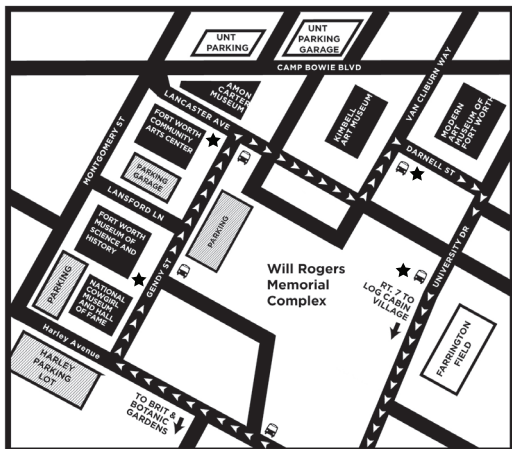 UNT
PARKING
UNT
PARKING
GARAGE
CAMP BOWIE BLVD
VAN CLIBURN WAY
AMON
CARTER
MUSEUM
LANCASTER AVE
MONTGOMERY ST
FORT WORTH
COMMUNITY
ARTS CENTER
KIMBELL
ART MUSEUM
MODERN
ART
MUSEUM OF
FORT WORTH
DARNELL ST
PARKING
GARAGE
LANSFORD LN
PARKING
GENDY ST
FORT WORTH
MUSEUM OF
SCIENCE AND
HISTORY
UNIVERSITY DR
Will Rogers
Memorial
Complex
PARKING
NATIONAL
COWGIRL
MUSEUM
AND HALL
OF FAME
RT. 7 TO
LOG CABIN
VILLAGE
FARRINGTON
FIELD
Harley Avenue
HARLEY
PARKING
LOT
TO BRIT &
BOTANIC
GARDENS